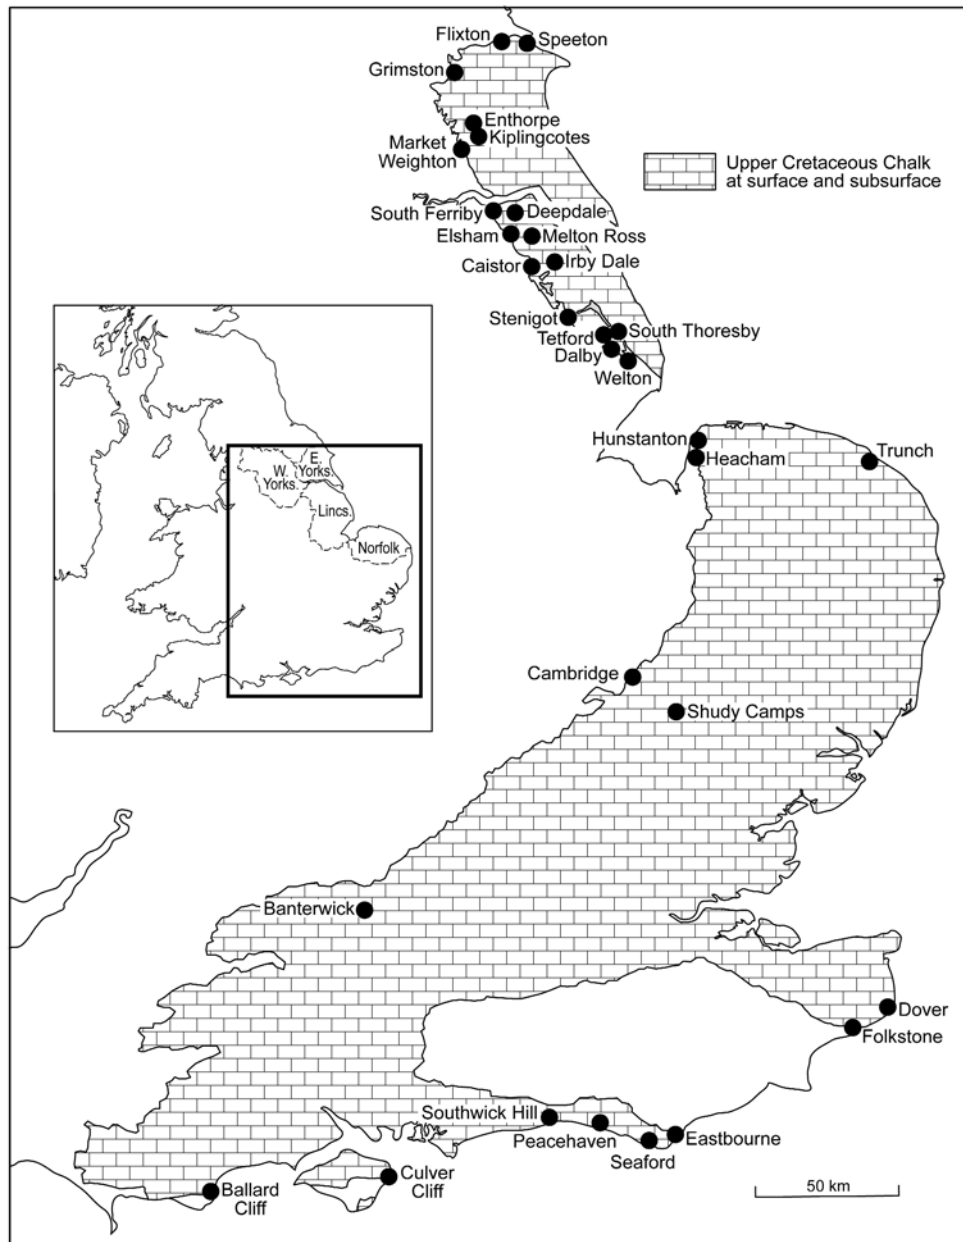 Flixton
Speeton
Grimston
Enthorpe
Kiplingcotes
Market
Weighton
Upper Cretaceous Chalk
at surface and subsurface
South Ferriby
Deepdale
Elsham
Melton Ross
Caistor
Irby Dale
Stenigot
South Thoresby
Tetford
Dalby
Welton
E.
Yorks.
W.
Yorks.
Lincs.
Norfolk
Hunstanton
Heacham
Trunch
Cambridge
Shudy Camps
Banterwick
Dover
Folkstone
Southwick Hill
Peacehaven
Eastbourne
Seaford
Culver
Cliff
Ballard
Cliff
50 km